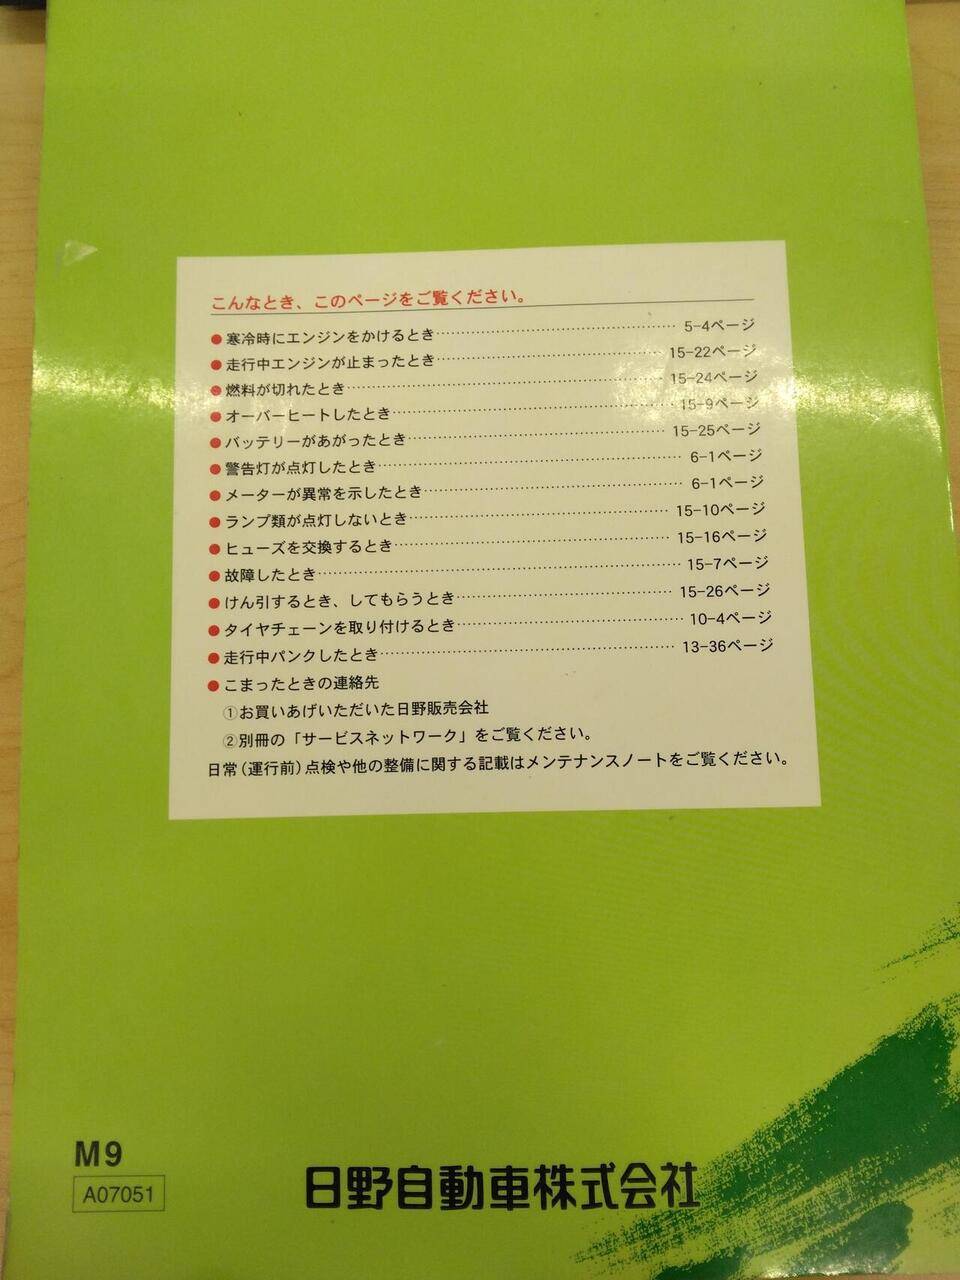 こんなとき、このページをご覧ください。
●寒冷時にエンジンをかけるとき………………………… 5-4ページ
●走行中エンジンが止まったとき………………………… 15-22ページ
●燃料が切れたとき………………………………………… 15-24ページ
●オーバーヒートしたとき………………………………… 15-9ページ
●バッテリーがあがったとき……………………………… 15-25ページ
●警告灯が点灯したとき…………………………………… 6-1ページ
●メーターが異常を示したとき…………………………… 6-1ページ
●ランプ類が点灯しないとき……………………………… 15-10ページ
●ヒューズを交換するとき………………………………… 15-16ページ
●故障したとき……………………………………………… 15-7ページ
●けん引するとき、してもらうとき……………………… 15-26ページ
●タイヤチェーンを取り付けるとき……………………… 10-4ページ
●走行中パンクしたとき…………………………………… 13-36ページ
●こまったときの連絡先
①お買いあげいただいた日野販売会社
②別冊の「サービスネットワーク」をご覧ください。
日常(運行前)点検や他の整備に関する記載はメンテナンスノートをご覧ください。
M9
A07051
日野自動車株式会社